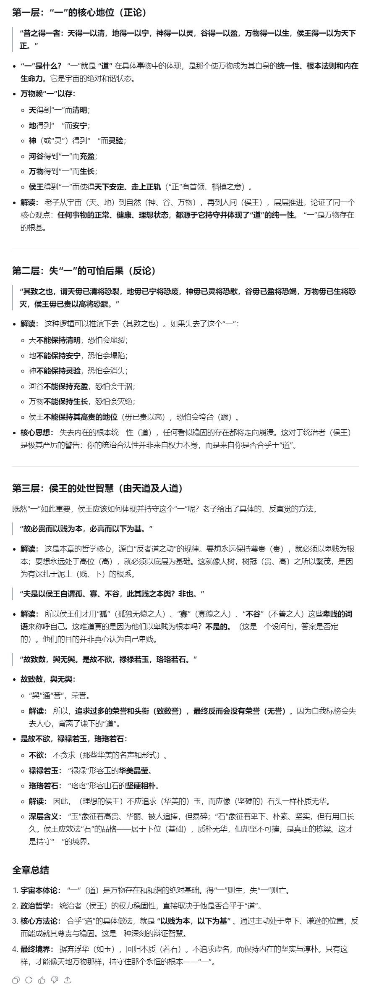 第一层：“一”的核心地位（正论）
“昔之得一者：天得一以清，地得一以宁，神得一以灵，谷得一以盈，万物得一以生，侯王得一以为天下
正。”
• “一”是什么？ “一”就是 “道” 在具体事物中的体现，是那个使万物成为其自身的统一性、根本法则和内在
生命力。它是宇宙的绝对和谐状态。
• 万物赖“一”以存：
◦ 天得到“一”而清明；
◦ 地得到“一”而安宁；
◦ 神（或“灵”）得到“一”而灵验；
◦ 河谷得到“一”而充盈；
◦ 万物得到“一”而生长；
◦ 侯王得到“一”而使得天下安定、走上正轨（“正”有首领、楷模之意）。
• 解读： 老子从宇宙（天、地）到自然（神、谷、万物），再到人间（侯王），层层推进，论证了同一个
核心观点：任何事物的正常、健康、理想状态，都源于它持守并体现了“道”的纯一性。 “一”是万物存在
的根基。
第二层：失“一”的可怕后果（反论）
“其致之也，谓天毋已清将恐裂，地毋已宁将恐废，神毋已灵将恐歇，谷毋已盈将恐竭，万物毋已生将恐
灭，侯王毋已贵以高将恐蹶。”
• 解读： 这种逻辑可以推演下去（其致之也）。如果失去了这个“一”：
◦ 天不能保持清明，恐怕会崩裂；
◦ 地不能保持安宁，恐怕会塌陷；
◦ 神不能保持灵验，恐怕会消失；
◦ 河谷不能保持充盈，恐怕会干涸；
◦ 万物不能保持生长，恐怕会灭绝；
◦ 侯王不能保持其高贵的地位（毋已贵以高），恐怕会垮台（蹶）。
• 核心思想： 失去内在的根本统一性（道），任何看似稳固的存在都将走向崩溃。这对于统治者（侯王）
是极其严厉的警告：你的统治合法性并非来自权力本身，而是来自你是否合乎于“道”。
第三层：侯王的处世智慧（由天道及人道）
既然“一”如此重要，侯王应该如何体现并持守这个“一”呢？老子给出了具体的、反直觉的方法。
“故必贵而以贱为本，必高而以下为基。”
• 解读： 这是本章的哲学核心，源自“反者道之动”的规律。要想永远保持尊贵（贵），就必须以卑贱为根
本；要想永远处于高位（高），就必须以底层为基础。这就像大树，树冠（贵、高）之所以繁茂，是因
为有深扎于泥土（贱、下）的根系。
“夫是以侯王自谓孤、寡、不谷，此其贱之本舆？非也。”
• 解读： 所以侯王们才用“孤”（孤独无德之人）、“寡”（寡德之人）、“不谷”（不善之人）这些卑贱的词
语来称呼自己。这难道真的是因为他们以卑贱为根本吗？不是的。（这是一个设问句，答案是否定
的）。他们的目的并非真心认为自己卑贱。
“故致数，舆无舆。是故不欲，禄禄若玉，珞珞若石。”
• 故致数，舆无舆：
◦ “舆”通“誉”，荣誉。
◦ 解读： 所以，追求过多的荣誉和头衔（致数誉），最终反而会没有荣誉（无誉）。因为自我标榜会失
去人心，背离了谦下的“道”。
• 是故不欲，禄禄若玉，珞珞若石：
◦ 不欲： 不贪求（那些华美的名声和形式）。
◦ 禄禄若玉： “禄禄”形容玉的华美晶莹。
◦ 珞珞若石： “珞珞”形容山石的坚硬粗朴。
◦ 解读： 因此，（理想的侯王）不应追求（华美的）玉，而应像（坚硬的）石头一样朴质无华。
◦ 深层含义： “玉”象征着高贵、华丽、被人追捧，但易碎；“石”象征着卑下、朴素、坚实，但有用且长
久。侯王应效法“石”的品格——居于下位（基础），质朴无华，但却坚不可摧，是真正的栋梁。这才
是持守“一”的境界。
全章总结
1. 宇宙本体论： “一”（道）是万物存在和和谐的绝对基础。得“一”则生，失“一”则亡。
2. 政治哲学： 统治者（侯王）的权力稳固性，直接取决于他是否合乎于“道”。
3. 核心方法论： 合乎“道”的具体做法，就是 “以贱为本，以下为基” 。通过主动处于卑下、谦逊的位置，反
而能成就其尊贵与稳固。这是一种深刻的辩证智慧。
4. 最终境界： 摒弃浮华（如玉），回归本质（若石）。不追求虚名，而保持内在的坚实与淳朴。只有这
样，才能像天地万物那样，持守住那个永恒的根本——“一”。